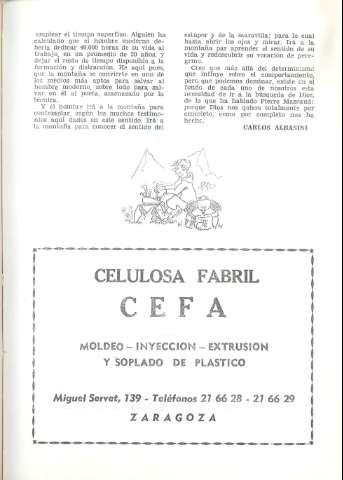 emplear el tiempo superfluo. Alguien ha
calculado que el hombre moderno de-
bería dedicar 40.000 horas de su vida al
trabajo, en un promedio de 30 años, y
dejar el resto de tiempo disponible a la
formación y distracción. He aquí pues,
que la montaña se convierte en uno de
los medios más aptos para salvar al
hombre moderno, sobre todo para sal-
var en él al poeta, amenazado por la
técnica.
Y el hombre irá a la montaña para
contemplar, según los muchos testimo-
nios aquí dados en este sentido. Irá a
la montaña para conocer el sentido del
estupor y de la maravilla; para lo cual
basta abrir los ojos y mirar. Irá a la
montaña par aprender el sentido de su
vida y redescubrir su vocación de pere-
grino.
Creo que más allá del determinismo
que influye sobre el comportamiento,
pero que podemos dominar, existe en el
fondo de cada uno de nosotros esta
necesidad de ir a la búsqueda de Dios,
de la que ha hablado Pierre Mazeaud:
porque Dios nos quiere totalmente por
completo, como por completo nos ha
hecho.
CARLOS ALBASINI
CELULOSA FABRIL
CEFA
MOLDEO - INYECCION - EXTRUSION
Y SOPLADO DE PLASTICO
Miguel Servet, 139 - Teléfonos 21 66 28 - 21 66 29
ZARAGOZA